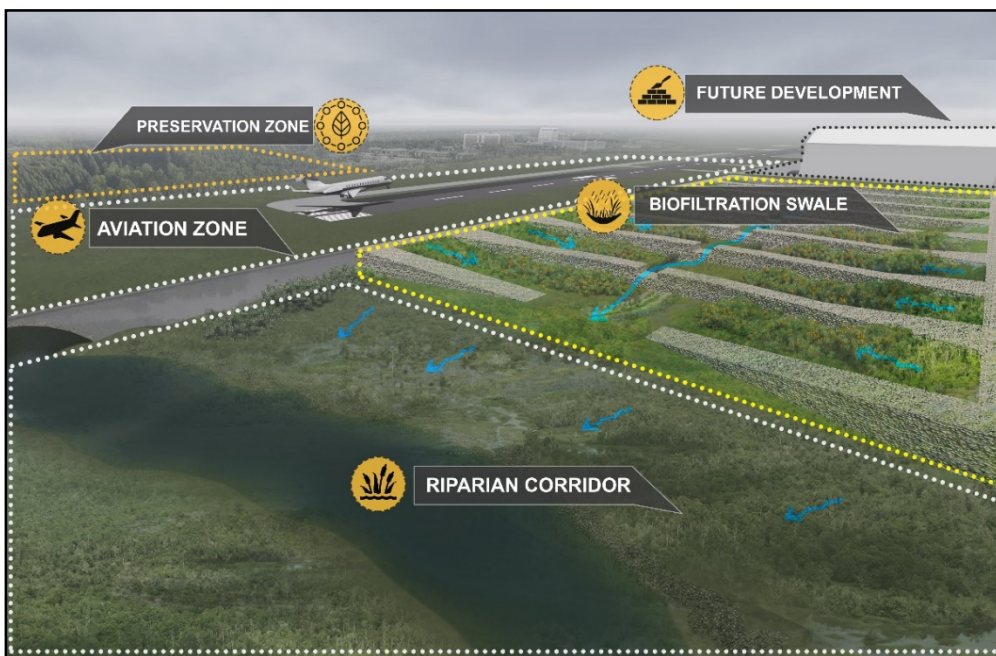 FUTURE DEVELOPMENT
PRESERVATION ZONE
BIOFILTRATION SWALE
AVIATION ZONE
RIPARIAN CORRIDOR